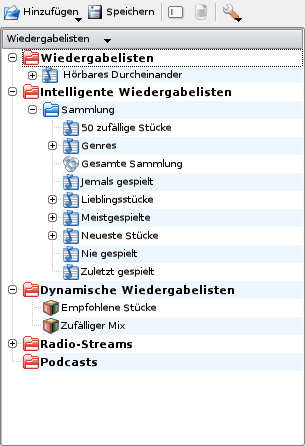 Hinzufügen Speichern
Wiedergabelisten
Wiedergabelisten
Hörbares Durcheinander
Intelligente Wiedergabelisten
Sammlung
50 zufällige Stücke
Genres
Gesamte Sammlung
Jemals gespielt
Lieblingsstücke
Meistgespielte
Neueste Stücke
Nie gespielt
Zuletzt gespielt
Dynamische Wiedergabelisten
Empfohlene Stücke
Zufälliger Mix
Radio-Streams
Podcasts